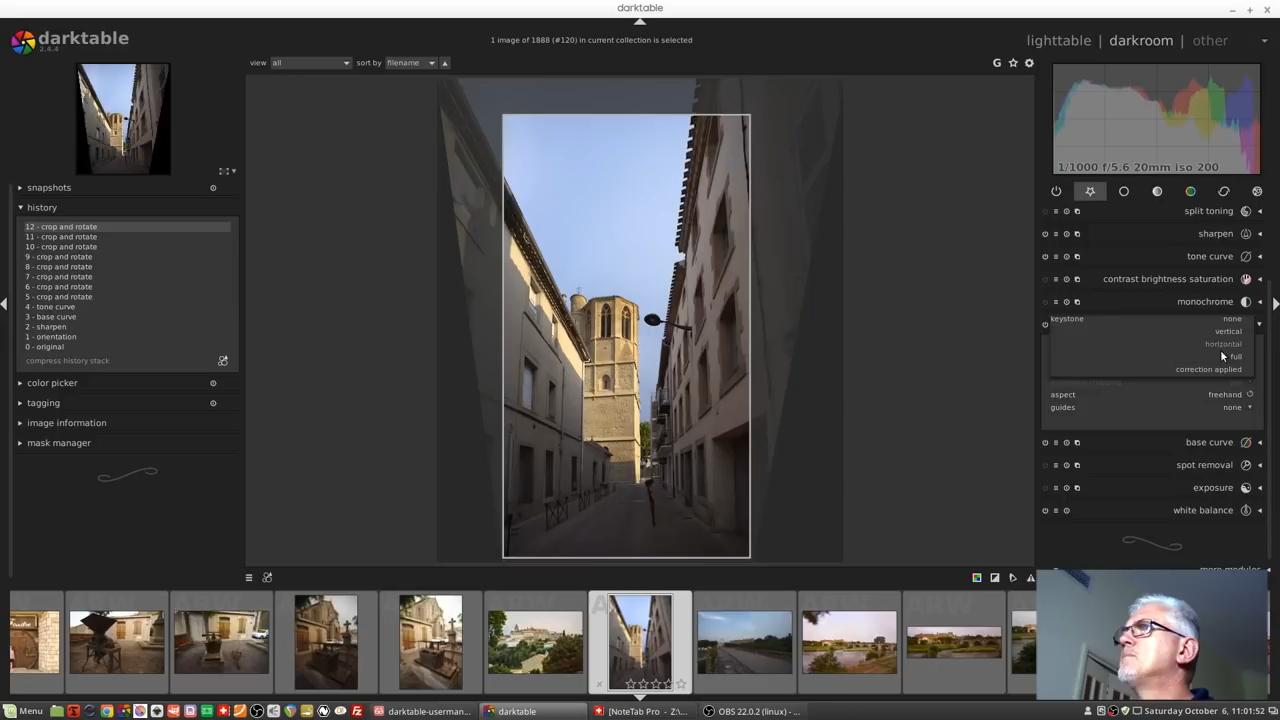 darktable
darktable
2.4.4
1 image of 1888 (#120) in current collection is selected
lighttable | darkroom | other
view all sort by filename
G
1/1000 f/5.6 20mm iso 200
snapshots
history
12 - crop and rotate
11 - crop and rotate
10 - crop and rotate
9 - crop and rotate
8 - crop and rotate
7 - crop and rotate
6 - crop and rotate
5 - crop and rotate
4 - tone curve
3 - base curve
2 - sharpen
1 - orientation
0 - original
compress history stack
color picker
tagging
image information
mask manager
split toning
sharpen
tone curve
contrast brightness saturation
monochrome
keystone none
vertical
horizontal
full
correction applied
aspect freehand
guides none
base curve
spot removal
exposure
white balance
more modules
Menu
darktable-userman...
darktable
[NoteTab Pro - Z:\...
OBS 22.0.2 (linux) - ...
Saturday October 6, 11:01:52